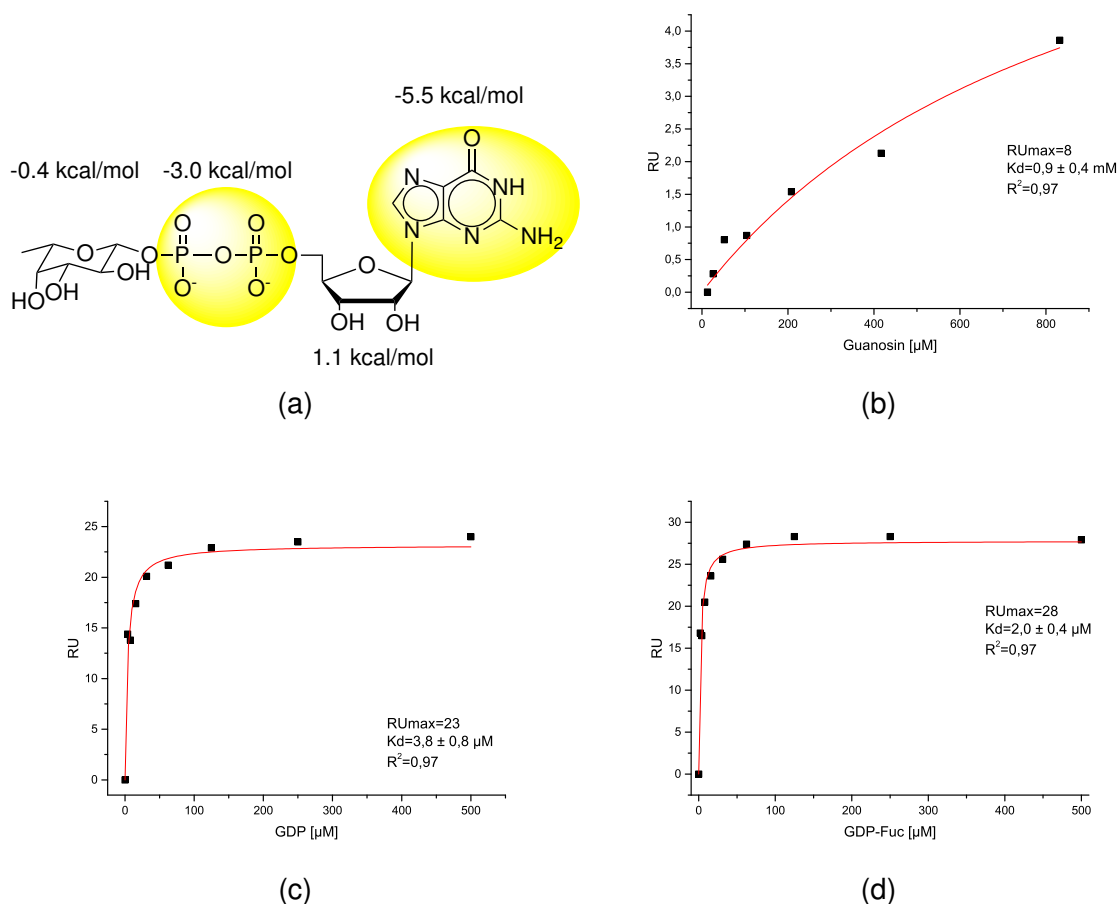 -5.5 kcal/mol
-0.4 kcal/mol
-3.0 kcal/mol
O
N
NH
N
N
NH₂
O
O
O
O
P
O
P
O
O
OH
O⁻
O⁻
HO
OH
OH
OH
1.1 kcal/mol
(a)
4,0
3,5
3,0
2,5
2,0
1,5
1,0
0,5
0,0
RU
RUmax=8
Kd=0,9 ± 0,4 mM
R²=0,97
0 200 400 600 800
Guanosin [µM]
(b)
25
20
15
10
5
0
RU
RUmax=23
Kd=3,8 ± 0,8 µM
R²=0,97
0 100 200 300 400 500
GDP [µM]
(c)
30
25
20
15
10
5
0
RU
RUmax=28
Kd=2,0 ± 0,4 µM
R²=0,97
0 100 200 300 400 500
GDP-Fuc [µM]
(d)